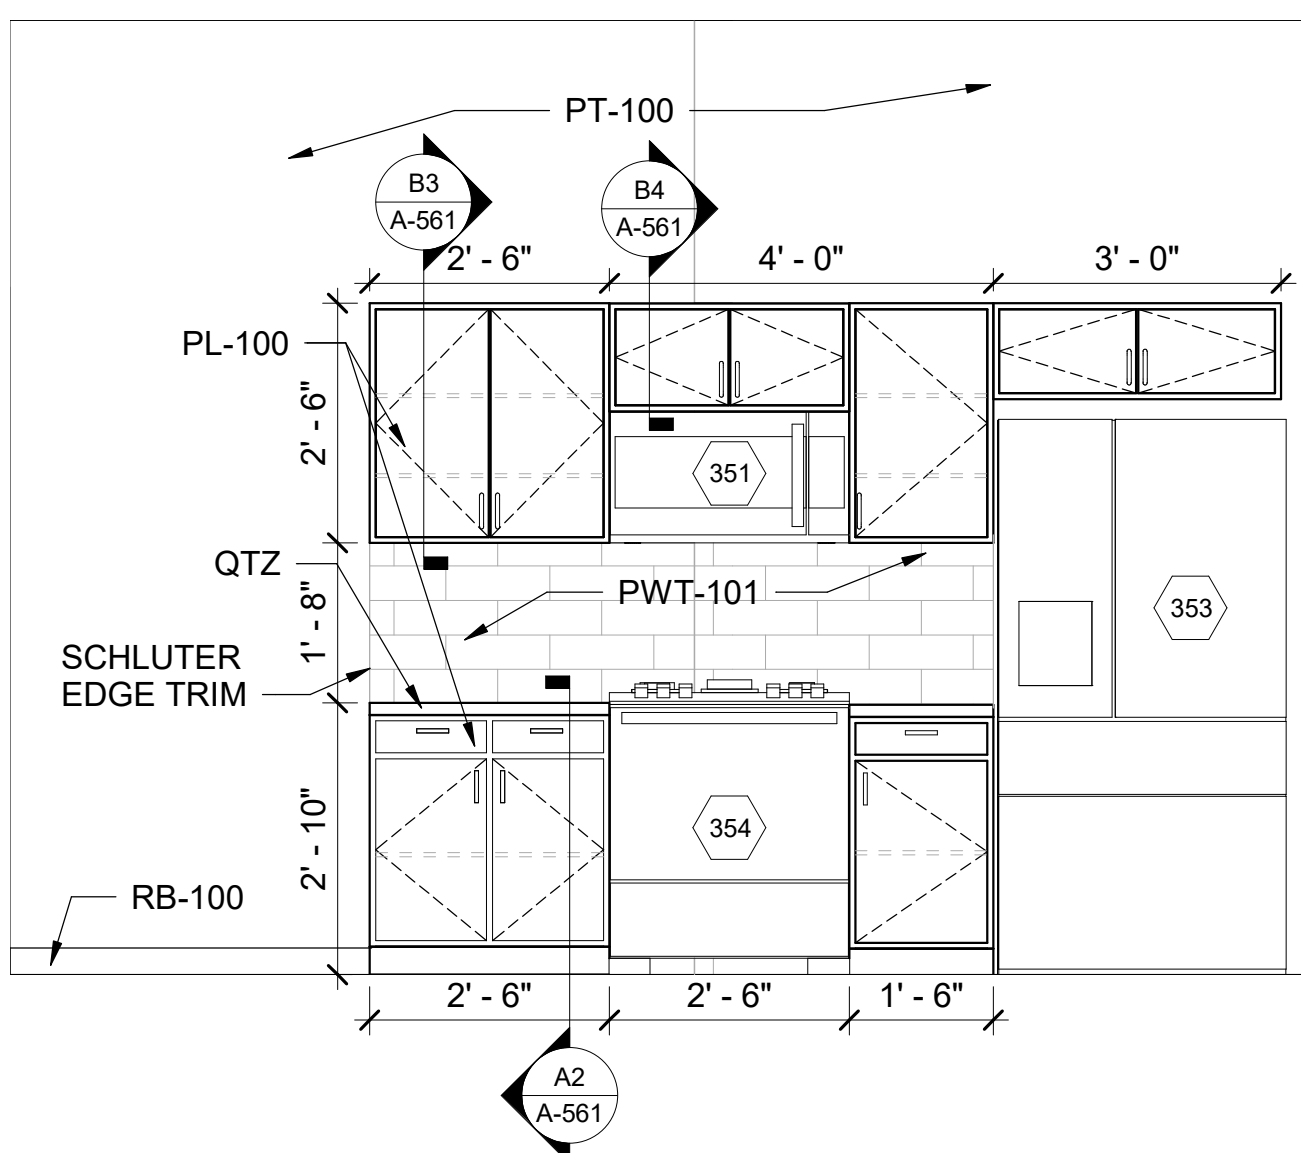 PT-100
B3
A-561
B4
A-561
2' - 6"
4' - 0"
3' - 0"
PL-100
2' - 6"
351
QTZ
PWT-101
1' - 8"
353
SCHLUTER
EDGE TRIM
2' - 10"
354
RB-100
2' - 6"
2' - 6"
1' - 6"
A2
A-561